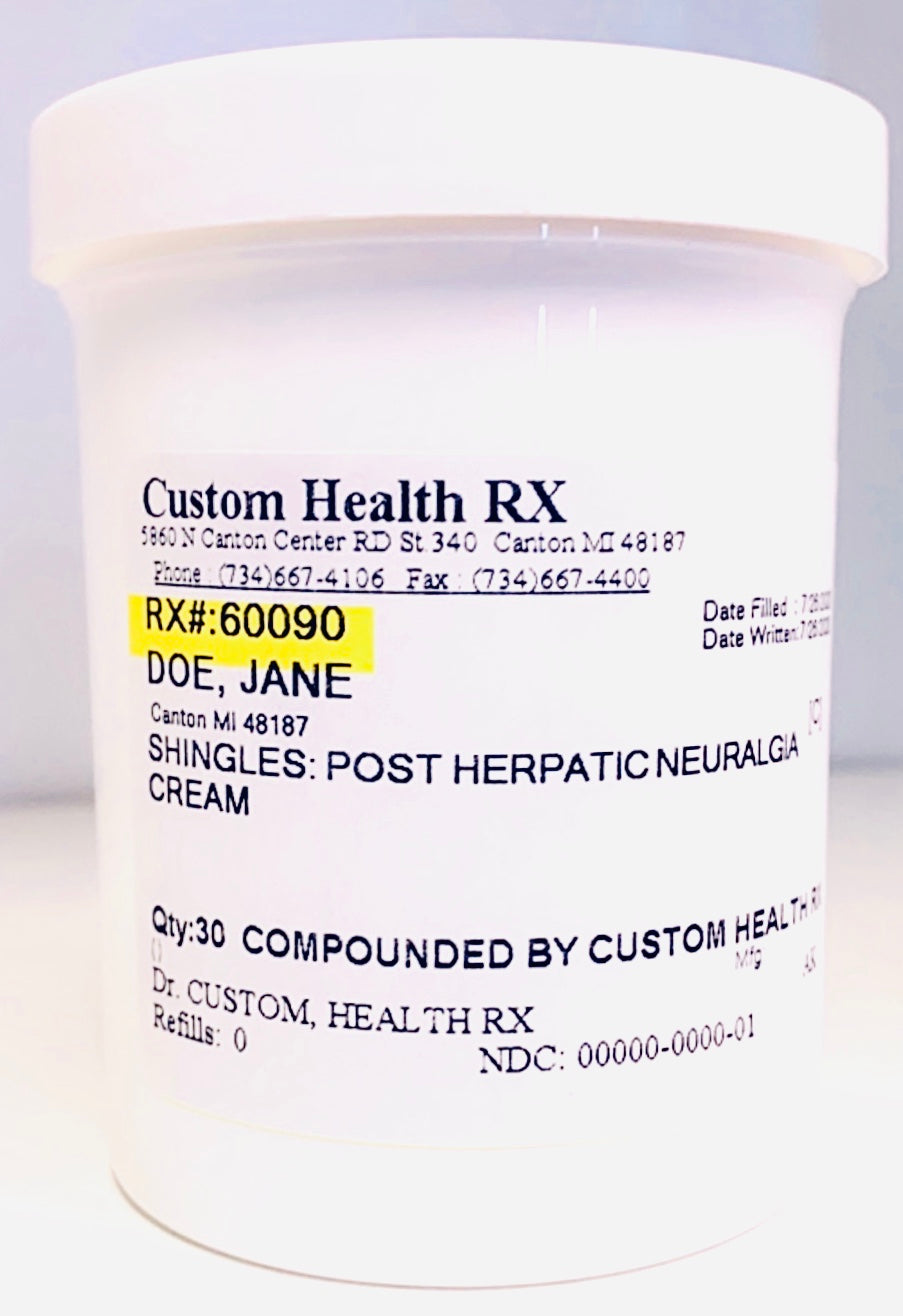 Custom Health RX
5860 N Canton Center RD St 340 Canton MI 48187
Phone : (734)667-4106 Fax : (734)667-4400
RX#:60090
Date Filled :
Date Written:
DOE, JANE
Canton MI 48187
SHINGLES: POST HERPATIC NEURALGIA
CREAM
Qty:30 COMPOUNDED BY CUSTOM HEALTH RX
()
Mfg
Dr. CUSTOM, HEALTH RX
Refills: 0
NDC: 00000-0000-01